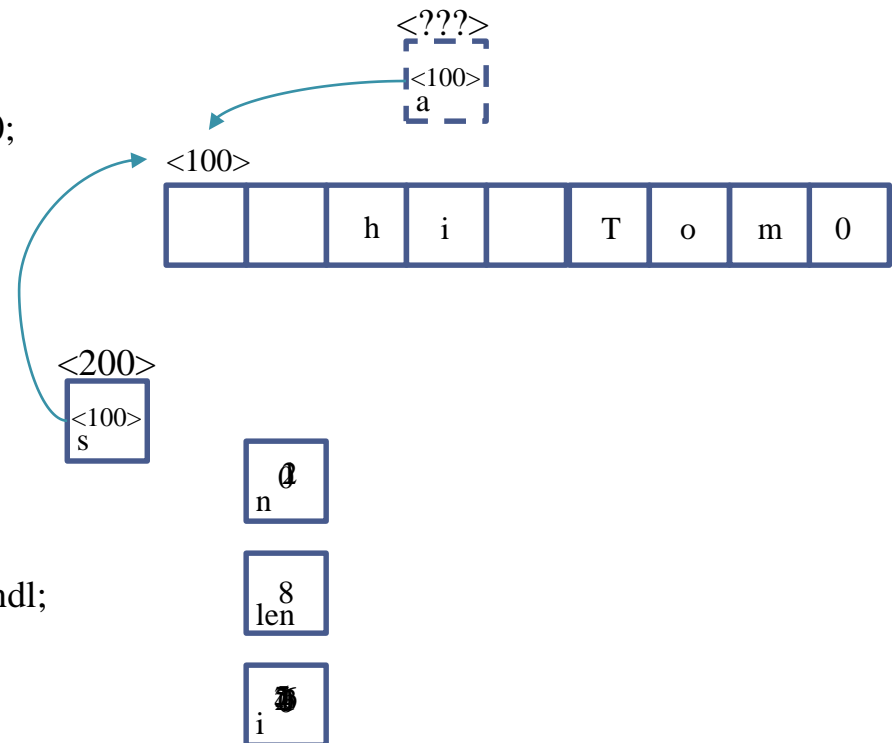 <???>
<100>
a
);
<100>
h i T o m 0
<200>
<100>
s
n
ndl;
8
len
i